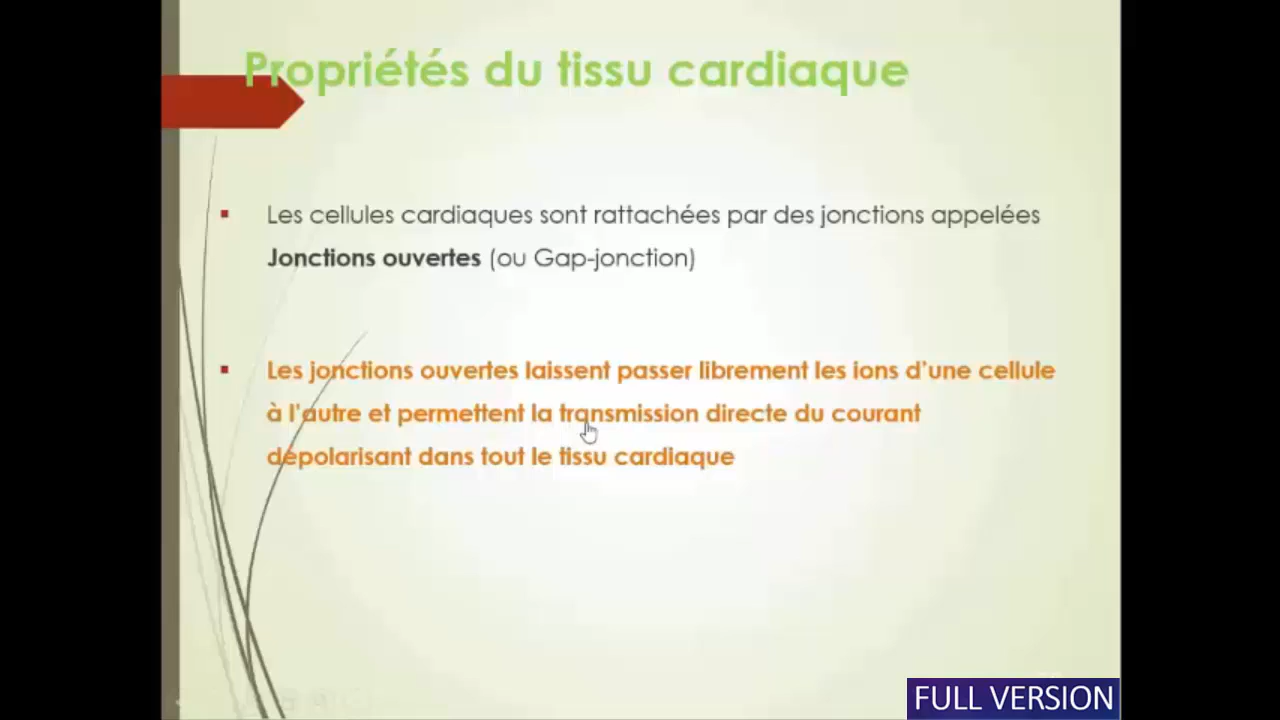 Propriétés du tissu cardiaque
Les cellules cardiaques sont rattachées par des jonctions appelées
Jonctions ouvertes (ou Gap-jonction)
Les jonctions ouvertes laissent passer librement les ions d'une cellule
à l'autre et permettent la transmission directe du courant
dépolarisant dans tout le tissu cardiaque
FULL VERSION